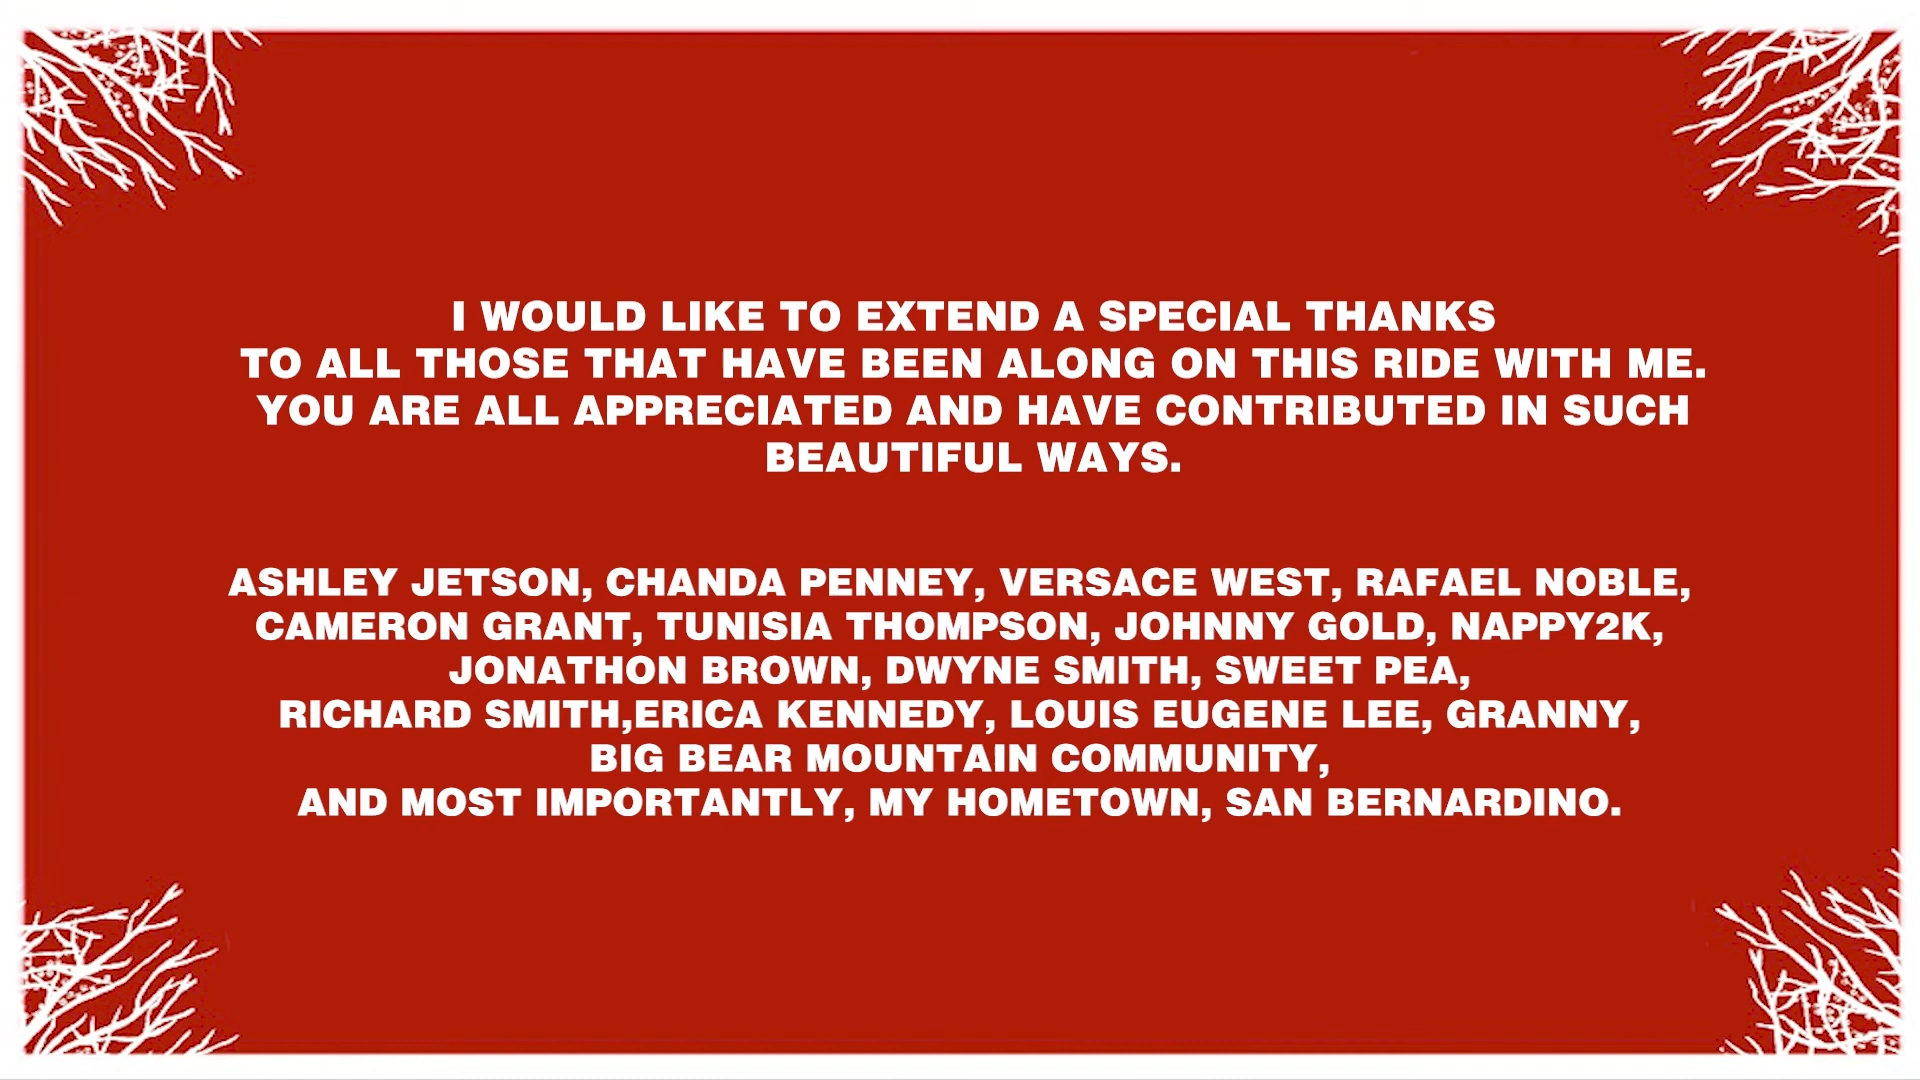 I WOULD LIKE TO EXTEND A SPECIAL THANKS
TO ALL THOSE THAT HAVE BEEN ALONG ON THIS RIDE WITH ME.
YOU ARE ALL APPRECIATED AND HAVE CONTRIBUTED IN SUCH
BEAUTIFUL WAYS.
ASHLEY JETSON, CHANDA PENNEY, VERSACE WEST, RAFAEL NOBLE,
CAMERON GRANT, TUNISIA THOMPSON, JOHNNY GOLD, NAPPY2K,
JONATHON BROWN, DWYNE SMITH, SWEET PEA,
RICHARD SMITH,ERICA KENNEDY, LOUIS EUGENE LEE, GRANNY,
BIG BEAR MOUNTAIN COMMUNITY,
AND MOST IMPORTANTLY, MY HOMETOWN, SAN BERNARDINO.